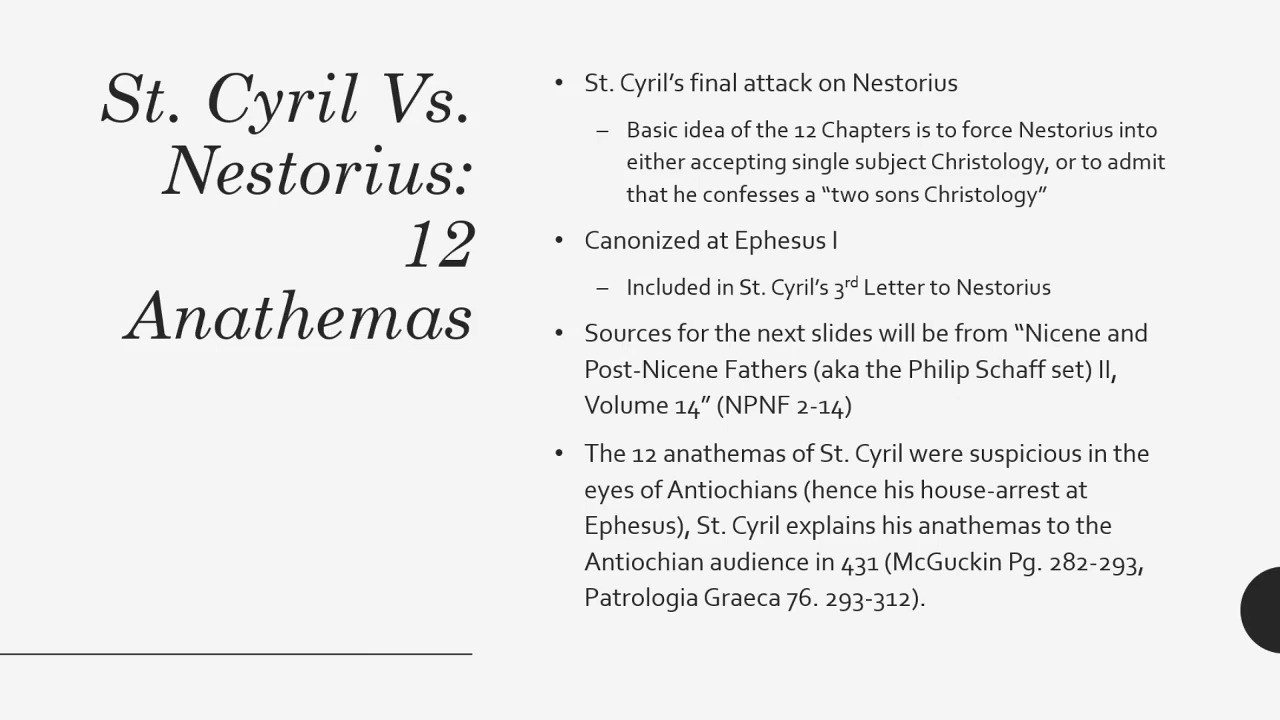 St. Cyril Vs.
Nestorius:
12
Anathemas
• St. Cyril’s final attack on Nestorius
– Basic idea of the 12 Chapters is to force Nestorius into
either accepting single subject Christology, or to admit
that he confesses a “two sons Christology”
• Canonized at Ephesus I
– Included in St. Cyril’s 3rd Letter to Nestorius
• Sources for the next slides will be from “Nicene and
Post-Nicene Fathers (aka the Philip Schaff set) II,
Volume 14” (NPNF 2-14)
• The 12 anathemas of St. Cyril were suspicious in the
eyes of Antiochians (hence his house-arrest at
Ephesus), St. Cyril explains his anathemas to the
Antiochian audience in 431 (McGuckin Pg. 282-293,
Patrologia Graeca 76. 293-312).